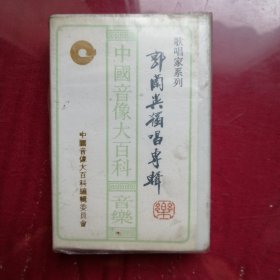 歌唱家系列
郭蘭英獨唱專輯
樂
中國音像大百科
音樂
中國音像大百科編輯委員會